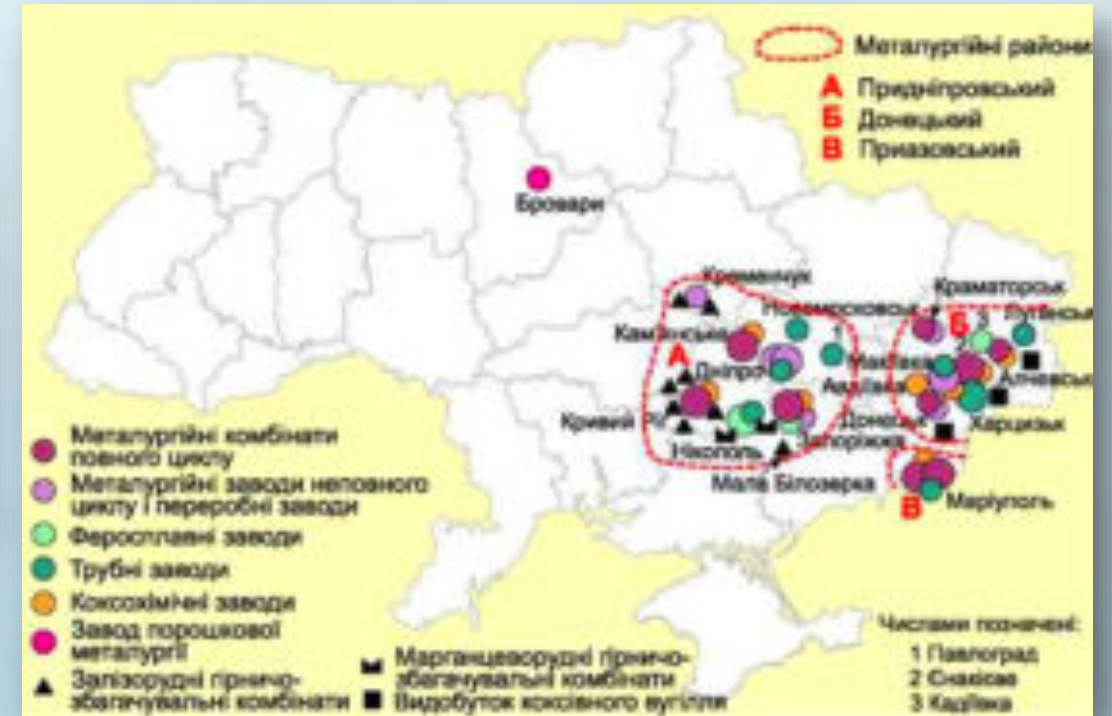 Металургійні райони
А Придніпровський
Б Донецький
В Приазовський
Бровари
Кременчук
Краматорськ
Новомосковськ
Б
3
Луганськ
Кам'янське
1
А
Дніпро
Макіївка
Авдіївка
Алчевськ
Кривий Ріг
Донецьк
Харцизьк
Запоріжжя
Нікополь
Мала Білозерка
В
Маріуполь
Металургійні комбінати
повного циклу
Металургійні заводи неповного
циклу і переробні заводи
Феросплавні заводи
Трубні заводи
Коксохімічні заводи
Завод порошкової
металургії
Залізорудні гірничо-
збагачувальні комбінати
Марганцеворудні гірничо-
збагачувальні комбінати
Видобуток коксівного вугілля
Числами позначені:
1 Павлоград
2 Єнакієве
3 Кадіївка